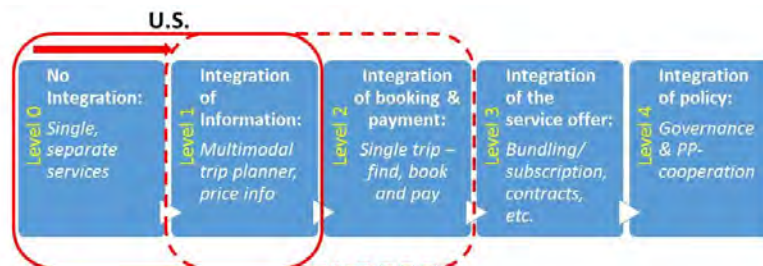 U.S.
Level 0
No
Integration:
Single,
separate
services
Level 1
Integration
of
Information:
Multimodal
trip planner,
price info
Level 2
Integration
of booking &
payment:
Single trip –
find, book
and pay
Level 3
Integration
of the
service offer:
Bundling/
subscription,
contracts,
etc.
Level 4
Integration
of policy:
Governance
& PP-
cooperation